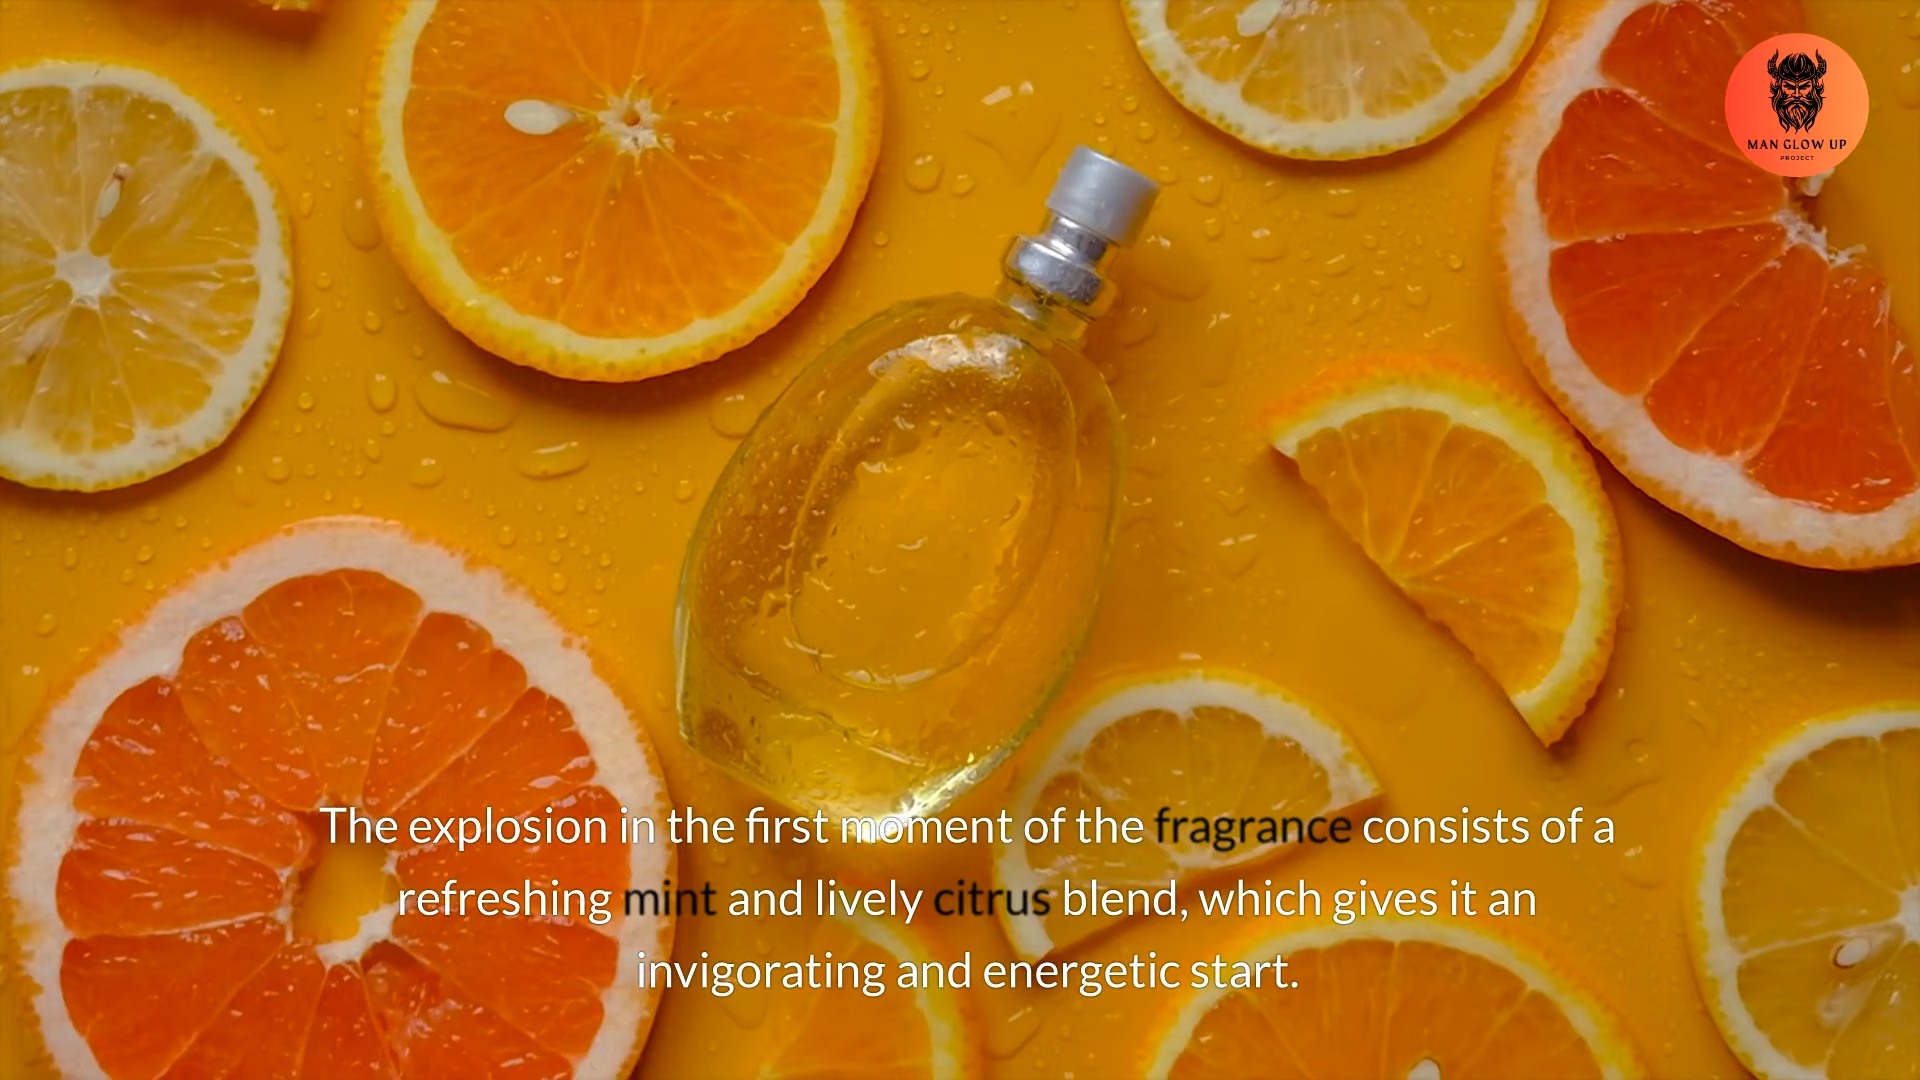 MAN GLOW UP
PROJECT
The explosion in the first moment of the fragrance consists of a
refreshing mint and lively citrus blend, which gives it an
invigorating and energetic start.